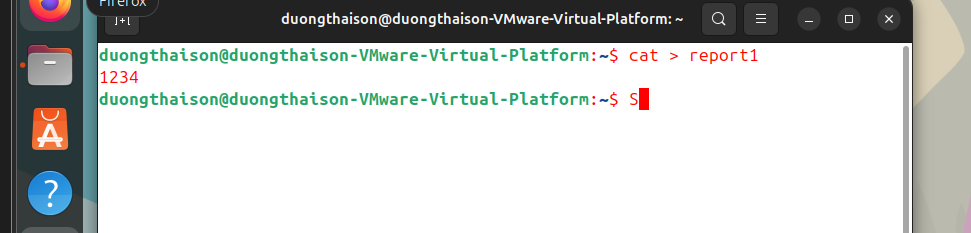 Firefox
duongthaison@duongthaison-VMware-Virtual-Platform: ~
duongthaison@duongthaison-VMware-Virtual-Platform:~$ cat > report1
1234
duongthaison@duongthaison-VMware-Virtual-Platform:~$ S